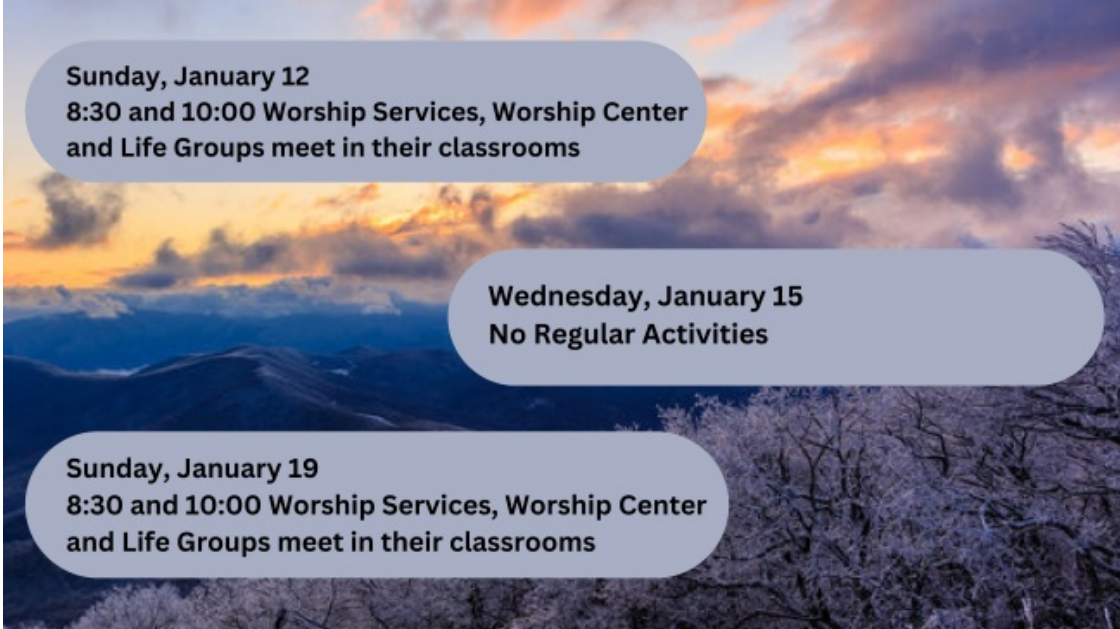 Sunday, January 12
8:30 and 10:00 Worship Services, Worship Center
and Life Groups meet in their classrooms
Wednesday, January 15
No Regular Activities
Sunday, January 19
8:30 and 10:00 Worship Services, Worship Center
and Life Groups meet in their classrooms